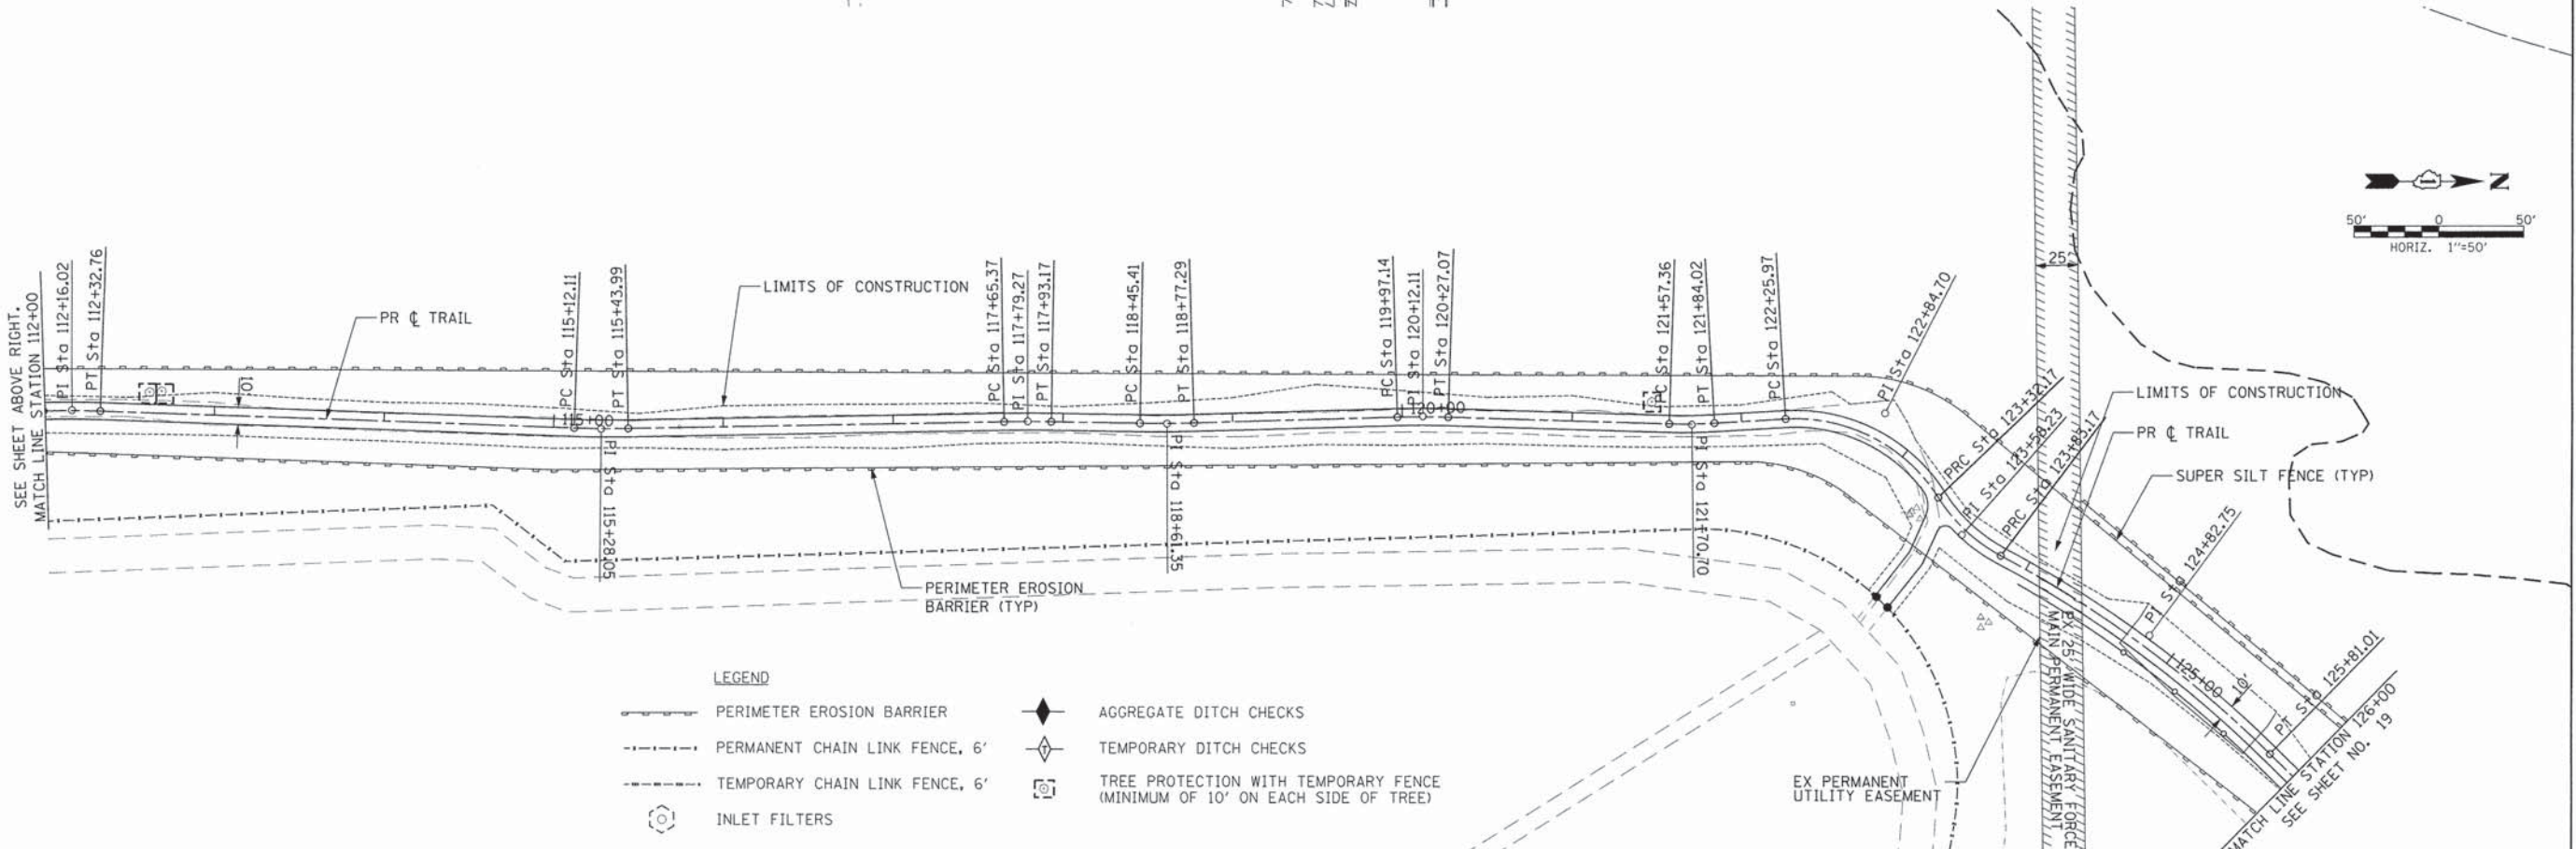 SEE SHEET ABOVE RIGHT.
MATCH LINE STATION 112+00
PI Sta 112+16.02
PT Sta 112+32.76
10'
PR ℄ TRAIL
115+00
PC Sta 115+12.11
PI Sta 115+28.05
PT Sta 115+43.99
LIMITS OF CONSTRUCTION
PERIMETER EROSION
BARRIER (TYP)
PC Sta 117+65.37
PI Sta 117+79.27
PT Sta 117+93.17
PC Sta 118+45.41
PI Sta 118+61.35
PT Sta 118+77.29
PC Sta 119+97.14
120+00
PI Sta 120+12.11
PT Sta 120+27.07
PC Sta 121+57.36
PI Sta 121+70.70
PT Sta 121+84.02
PC Sta 122+25.97
PI Sta 122+84.70
PRC Sta 123+32.17
PI Sta 123+58.23
PRC Sta 123+83.17
25'
N
50' 0 50'
HORIZ. 1"=50'
LIMITS OF CONSTRUCTION
PR ℄ TRAIL
SUPER SILT FENCE (TYP)
PI Sta 124+82.75
125+00
10'
PT Sta 125+81.01
MATCH LINE STATION 126+00
SEE SHEET NO. 19
EX 25' WIDE SANITARY FORCE
MAIN PERMANENT EASEMENT
EX PERMANENT
UTILITY EASEMENT
LEGEND
PERIMETER EROSION BARRIER
PERMANENT CHAIN LINK FENCE, 6'
TEMPORARY CHAIN LINK FENCE, 6'
INLET FILTERS
AGGREGATE DITCH CHECKS
T TEMPORARY DITCH CHECKS
TREE PROTECTION WITH TEMPORARY FENCE
(MINIMUM OF 10' ON EACH SIDE OF TREE)